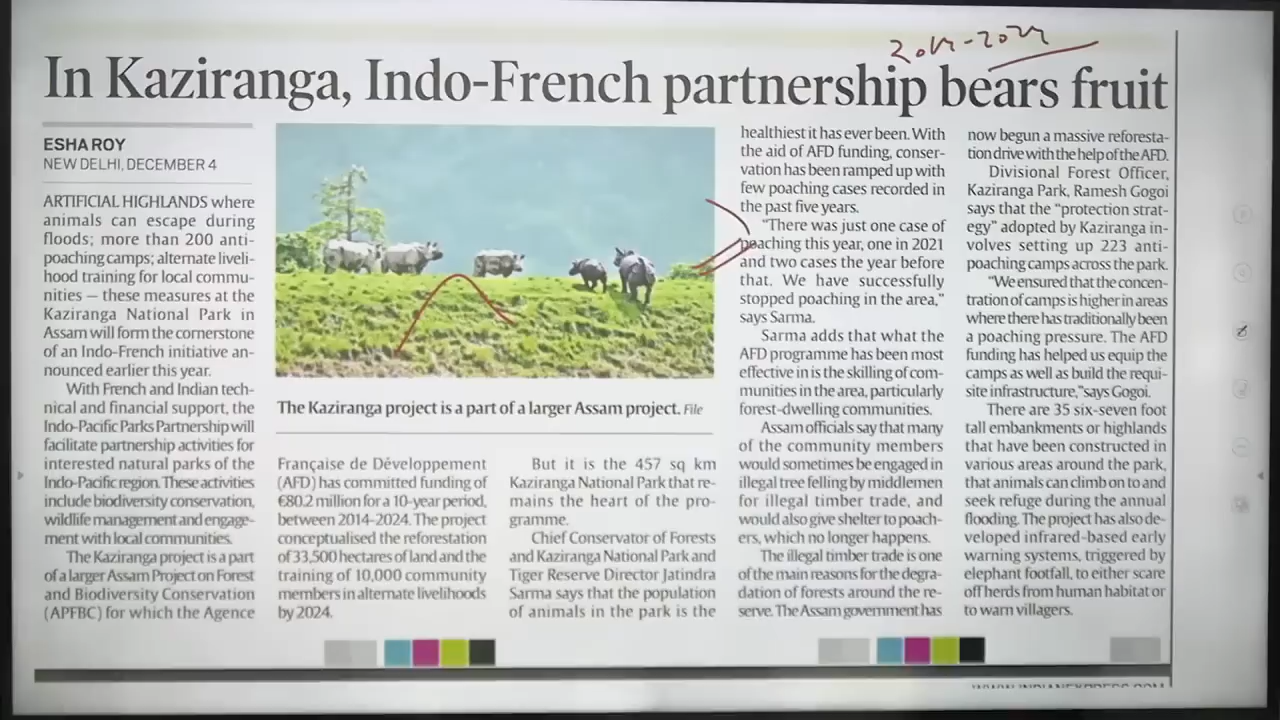 2014-2024
In Kaziranga, Indo-French partnership bears fruit
ESHA ROY
NEW DELHI, DECEMBER 4
ARTIFICIAL HIGHLANDS where
animals can escape during
floods; more than 200 anti-
poaching camps; alternate liveli-
hood training for local commu-
nities — these measures at the
Kaziranga National Park in
Assam will form the cornerstone
of an Indo-French initiative an-
nounced earlier this year.
With French and Indian tech-
nical and financial support, the
Indo-Pacific Parks Partnership will
facilitate partnership activities for
interested natural parks of the
Indo-Pacific region. These activities
include biodiversity conservation,
wildlife management and engage-
ment with local communities.
The Kaziranga project is a part
of a larger Assam Project on Forest
and Biodiversity Conservation
(APFBC) for which the Agence
The Kaziranga project is a part of a larger Assam project. File
Française de Développement
(AFD) has committed funding of
€80.2 million for a 10-year period,
between 2014-2024. The project
conceptualised the reforestation
of 33,500 hectares of land and the
training of 10,000 community
members in alternate livelihoods
by 2024.
But it is the 457 sq km
Kaziranga National Park that re-
mains the heart of the pro-
gramme.
Chief Conservator of Forests
and Kaziranga National Park and
Tiger Reserve Director Jatindra
Sarma says that the population
of animals in the park is the
healthiest it has ever been. With
the aid of AFD funding, conser-
vation has been ramped up with
few poaching cases recorded in
the past five years.
"There was just one case of
poaching this year, one in 2021
and two cases the year before
that. We have successfully
stopped poaching in the area,"
says Sarma.
Sarma adds that what the
AFD programme has been most
effective in is the skilling of com-
munities in the area, particularly
forest-dwelling communities.
Assam officials say that many
of the community members
would sometimes be engaged in
illegal tree felling by middlemen
for illegal timber trade, and
would also give shelter to poach-
ers, which no longer happens.
The illegal timber trade is one
of the main reasons for the degra-
dation of forests around the re-
serve. The Assam government has
now begun a massive reforesta-
tion drive with the help of the AFD.
Divisional Forest Officer,
Kaziranga Park, Ramesh Gogoi
says that the "protection strat-
egy" adopted by Kaziranga in-
volves setting up 223 anti-
poaching camps across the park.
"We ensured that the concen-
tration of camps is higher in areas
where there has traditionally been
a poaching pressure. The AFD
funding has helped us equip the
camps as well as build the requi-
site infrastructure," says Gogoi.
There are 35 six-seven foot
tall embankments or highlands
that have been constructed in
various areas around the park,
that animals can climb on to and
seek refuge during the annual
flooding. The project has also de-
veloped infrared-based early
warning systems, triggered by
elephant footfall, to either scare
off herds from human habitat or
to warn villagers.